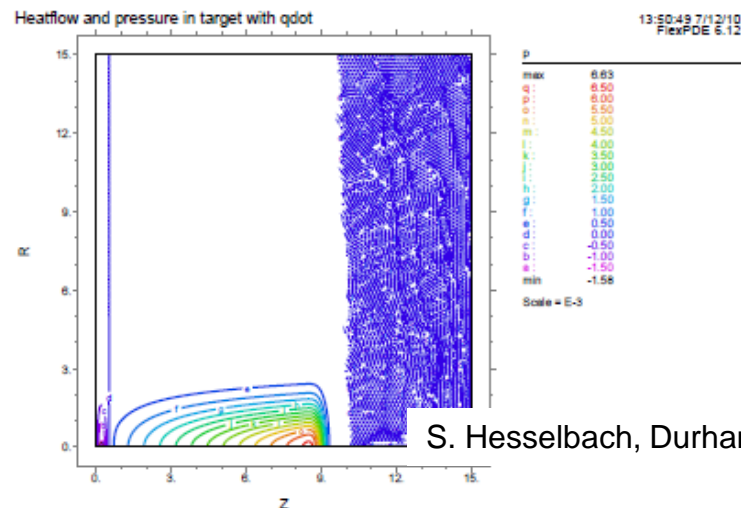 Heatflow and pressure in target with qdot
13:50:49 7/12/10
FlexPDE 6.12
p
max 6.63
q : 6.50
p : 6.00
o : 5.50
n : 5.00
m : 4.50
l : 4.00
k : 3.50
j : 3.00
i : 2.50
h : 2.00
g : 1.50
f : 1.00
e : 0.50
d : 0.00
c : -0.50
b : -1.00
a : -1.50
min -1.58
Scale = E-3
15.
12.
9.
6.
3.
0.
R
d
c
e
f
g
S. Hesselbach, Durha
0. 3. 6. 9. 12. 15.
Z